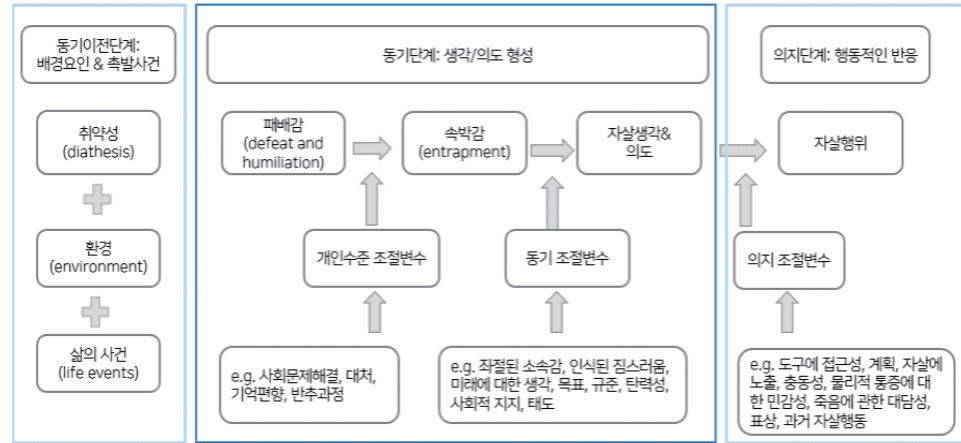 동기이전단계:
배경요인 & 촉발사건
취약성
(diathesis)
환경
(environment)
삶의 사건
(life events)
동기단계: 생각/의도 형성
패배감
(defeat and
humiliation)
속박감
(entrapment)
자살생각&
의도
개인수준 조절변수
동기 조절변수
e.g. 사회문제해결, 대처,
기억편향, 반추과정
e.g. 좌절된 소속감, 인식된 짐스러움,
미래에 대한 생각, 목표, 규준, 탄력성,
사회적 지지, 태도
의지단계: 행동적인 반응
자살행위
의지 조절변수
e.g. 도구에 접근성, 계획, 자살에
노출, 충동성, 물리적 통증에 대
한 민감성, 죽음에 관한 대담성,
표상, 과거 자살행동